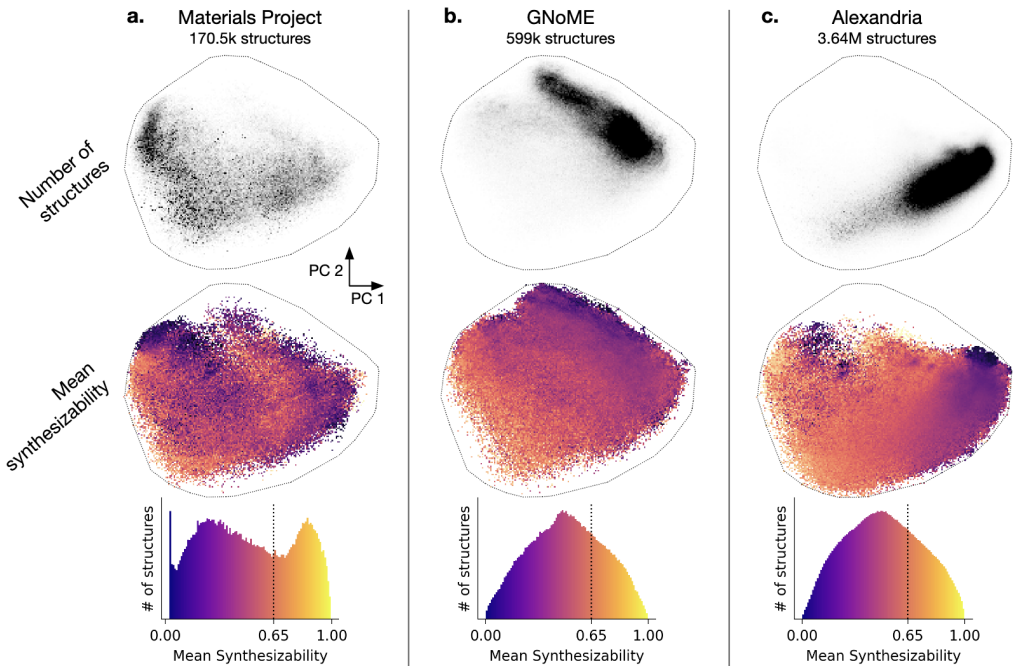 a. Materials Project
170.5k structures
b. GNoME
599k structures
c. Alexandria
3.64M structures
Number of
structures
PC 2
PC 1
Mean
synthesizability
# of structures
0.00 0.65 1.00
Mean Synthesizability
# of structures
0.00 0.65 1.00
Mean Synthesizability
# of structures
0.00 0.65 1.00
Mean Synthesizability